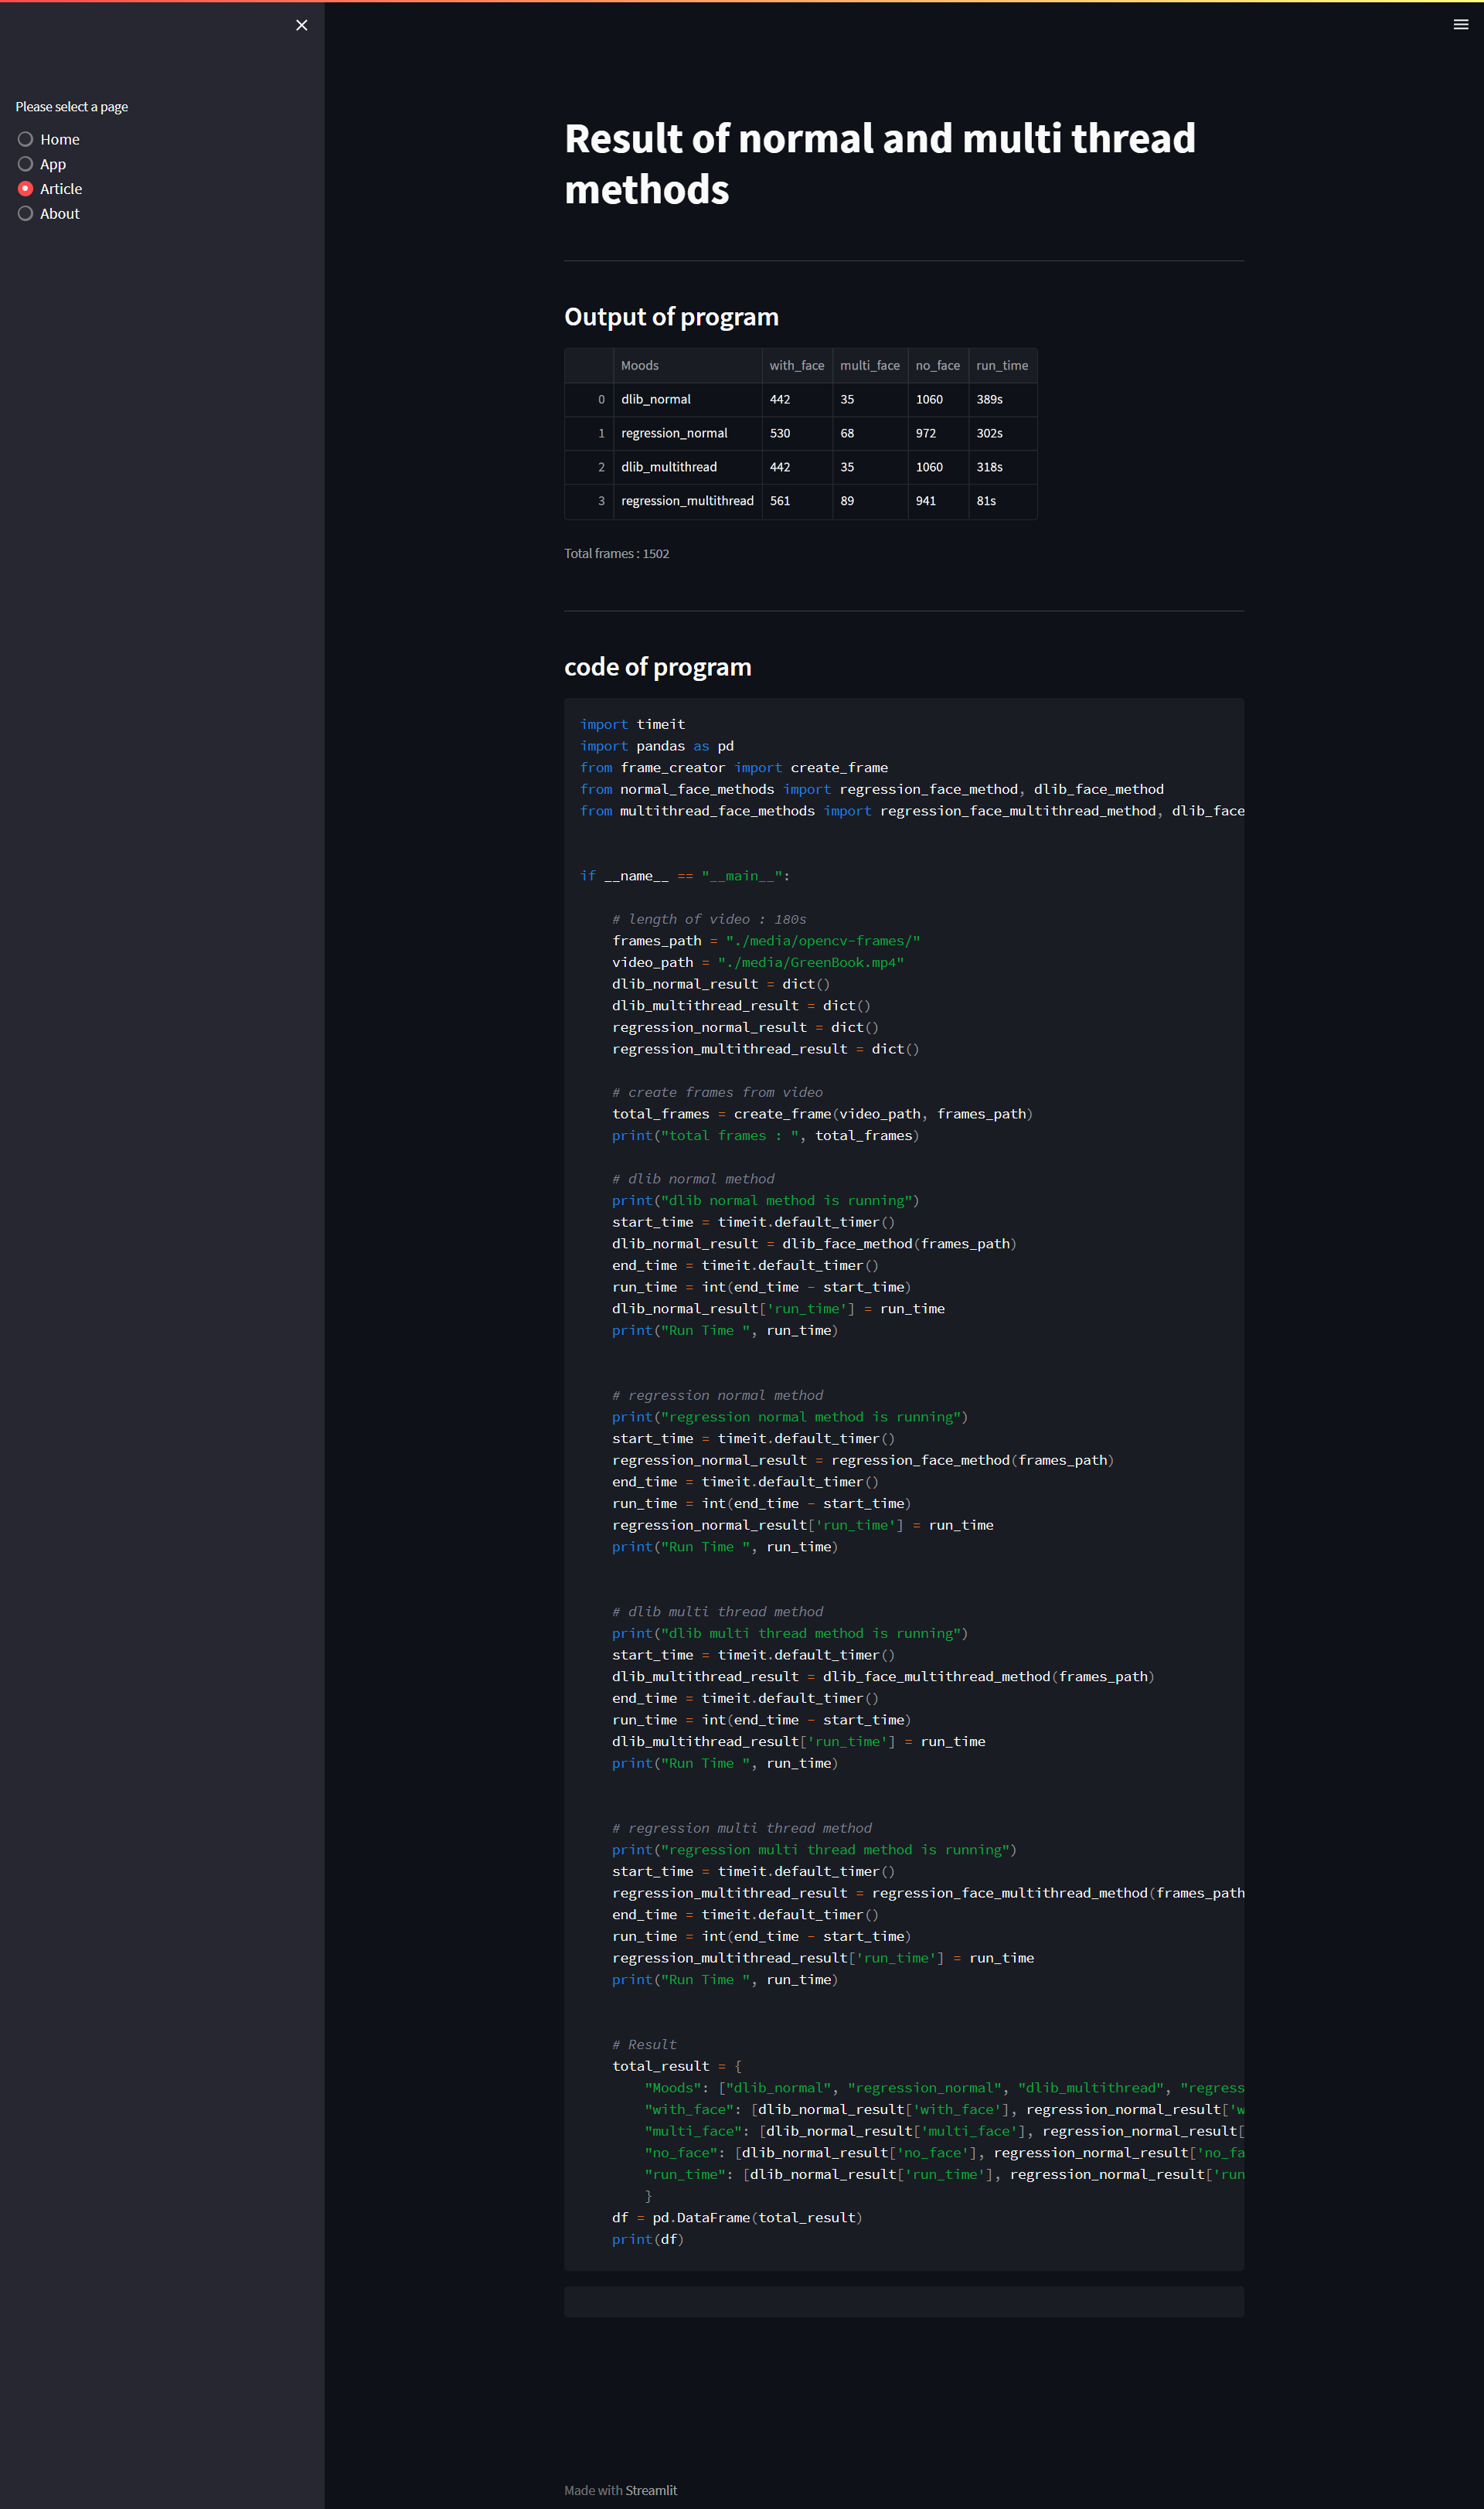 Please select a page
Home
App
Article
About
Result of normal and multi thread
methods
Output of program
Moods with_face multi_face no_face run_time
0 dlib_normal 442 35 1060 389s
1 regression_normal 530 68 972 302s
2 dlib_multithread 442 35 1060 318s
3 regression_multithread 561 89 941 81s
Total frames : 1502
code of program
import timeit
import pandas as pd
from frame_creator import create_frame
from normal_face_methods import regression_face_method, dlib_face_method
from multithread_face_methods import regression_face_multithread_method, dlib_face
if __name__ == "__main__":
# length of video : 180s
frames_path = "./media/opencv-frames/"
video_path = "./media/GreenBook.mp4"
dlib_normal_result = dict()
dlib_multithread_result = dict()
regression_normal_result = dict()
regression_multithread_result = dict()
# create frames from video
total_frames = create_frame(video_path, frames_path)
print("total frames : ", total_frames)
# dlib normal method
print("dlib normal method is running")
start_time = timeit.default_timer()
dlib_normal_result = dlib_face_method(frames_path)
end_time = timeit.default_timer()
run_time = int(end_time - start_time)
dlib_normal_result['run_time'] = run_time
print("Run Time ", run_time)
# regression normal method
print("regression normal method is running")
start_time = timeit.default_timer()
regression_normal_result = regression_face_method(frames_path)
end_time = timeit.default_timer()
run_time = int(end_time - start_time)
regression_normal_result['run_time'] = run_time
print("Run Time ", run_time)
# dlib multi thread method
print("dlib multi thread method is running")
start_time = timeit.default_timer()
dlib_multithread_result = dlib_face_multithread_method(frames_path)
end_time = timeit.default_timer()
run_time = int(end_time - start_time)
dlib_multithread_result['run_time'] = run_time
print("Run Time ", run_time)
# regression multi thread method
print("regression multi thread method is running")
start_time = timeit.default_timer()
regression_multithread_result = regression_face_multithread_method(frames_path
end_time = timeit.default_timer()
run_time = int(end_time - start_time)
regression_multithread_result['run_time'] = run_time
print("Run Time ", run_time)
# Result
total_result = {
"Moods": ["dlib_normal", "regression_normal", "dlib_multithread", "regress
"with_face": [dlib_normal_result['with_face'], regression_normal_result['w
"multi_face": [dlib_normal_result['multi_face'], regression_normal_result[
"no_face": [dlib_normal_result['no_face'], regression_normal_result['no_fa
"run_time": [dlib_normal_result['run_time'], regression_normal_result['run
}
df = pd.DataFrame(total_result)
print(df)
Made with Streamlit